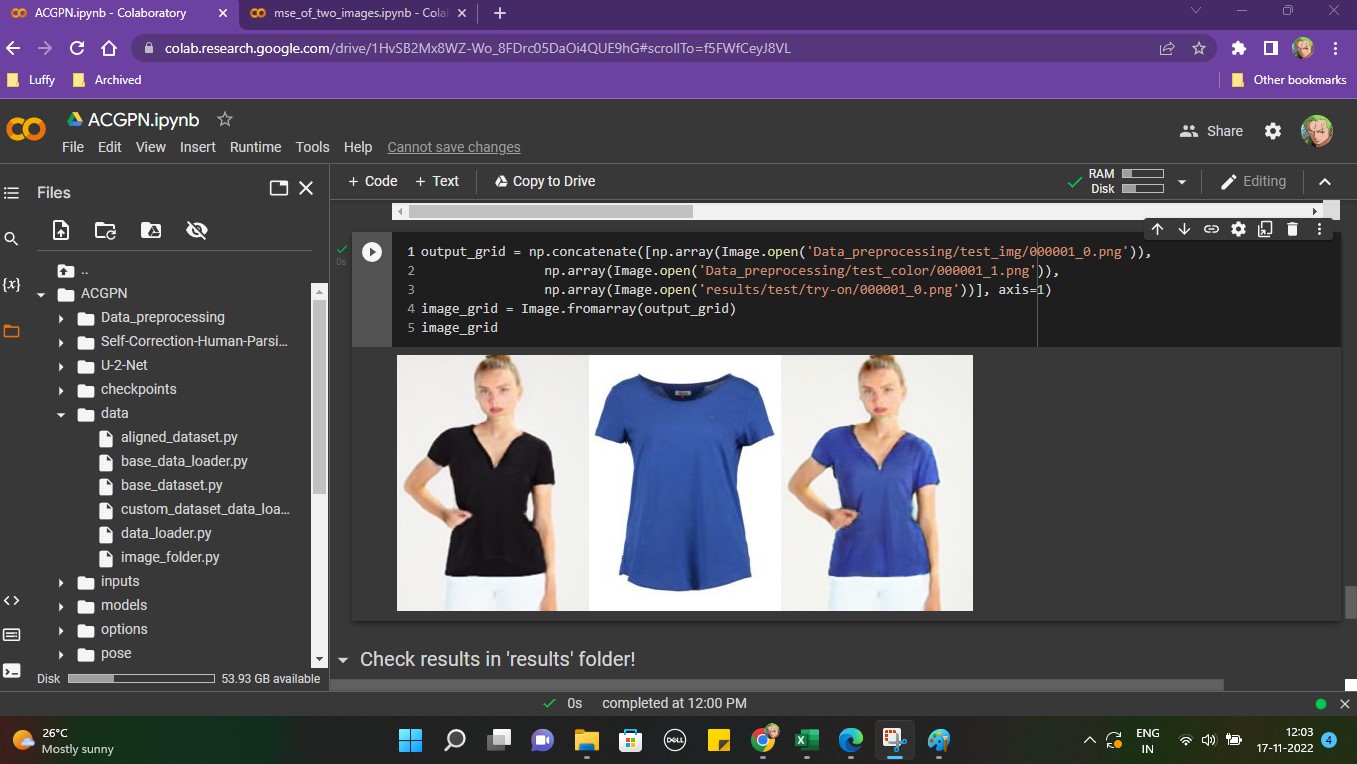 ACGPN.ipynb - Colaboratory
mse_of_two_images.ipynb - Cola
colab.research.google.com/drive/1HvSB2Mx8WZ-Wo_8FDrc05DaOi4QUE9hG#scrollTo=f5FWfCeyJ8VL
Luffy Archived Other bookmarks
ACGPN.ipynb
File Edit View Insert Runtime Tools Help Cannot save changes
Share
Files
+ Code + Text Copy to Drive
RAM
Disk
Editing
..
ACGPN
Data_preprocessing
Self-Correction-Human-Parsi...
U-2-Net
checkpoints
data
aligned_dataset.py
base_data_loader.py
base_dataset.py
custom_dataset_data_loa...
data_loader.py
image_folder.py
inputs
models
options
pose
Disk 53.93 GB available
{x}
0s
1 output_grid = np.concatenate([np.array(Image.open('Data_preprocessing/test_img/000001_0.png')),
2 np.array(Image.open('Data_preprocessing/test_color/000001_1.png')),
3 np.array(Image.open('results/test/try-on/000001_0.png'))], axis=1)
4 image_grid = Image.fromarray(output_grid)
5 image_grid
Check results in 'results' folder!
0s completed at 12:00 PM
26°C
Mostly sunny
DELL
ENG
IN
12:03
17-11-2022
4